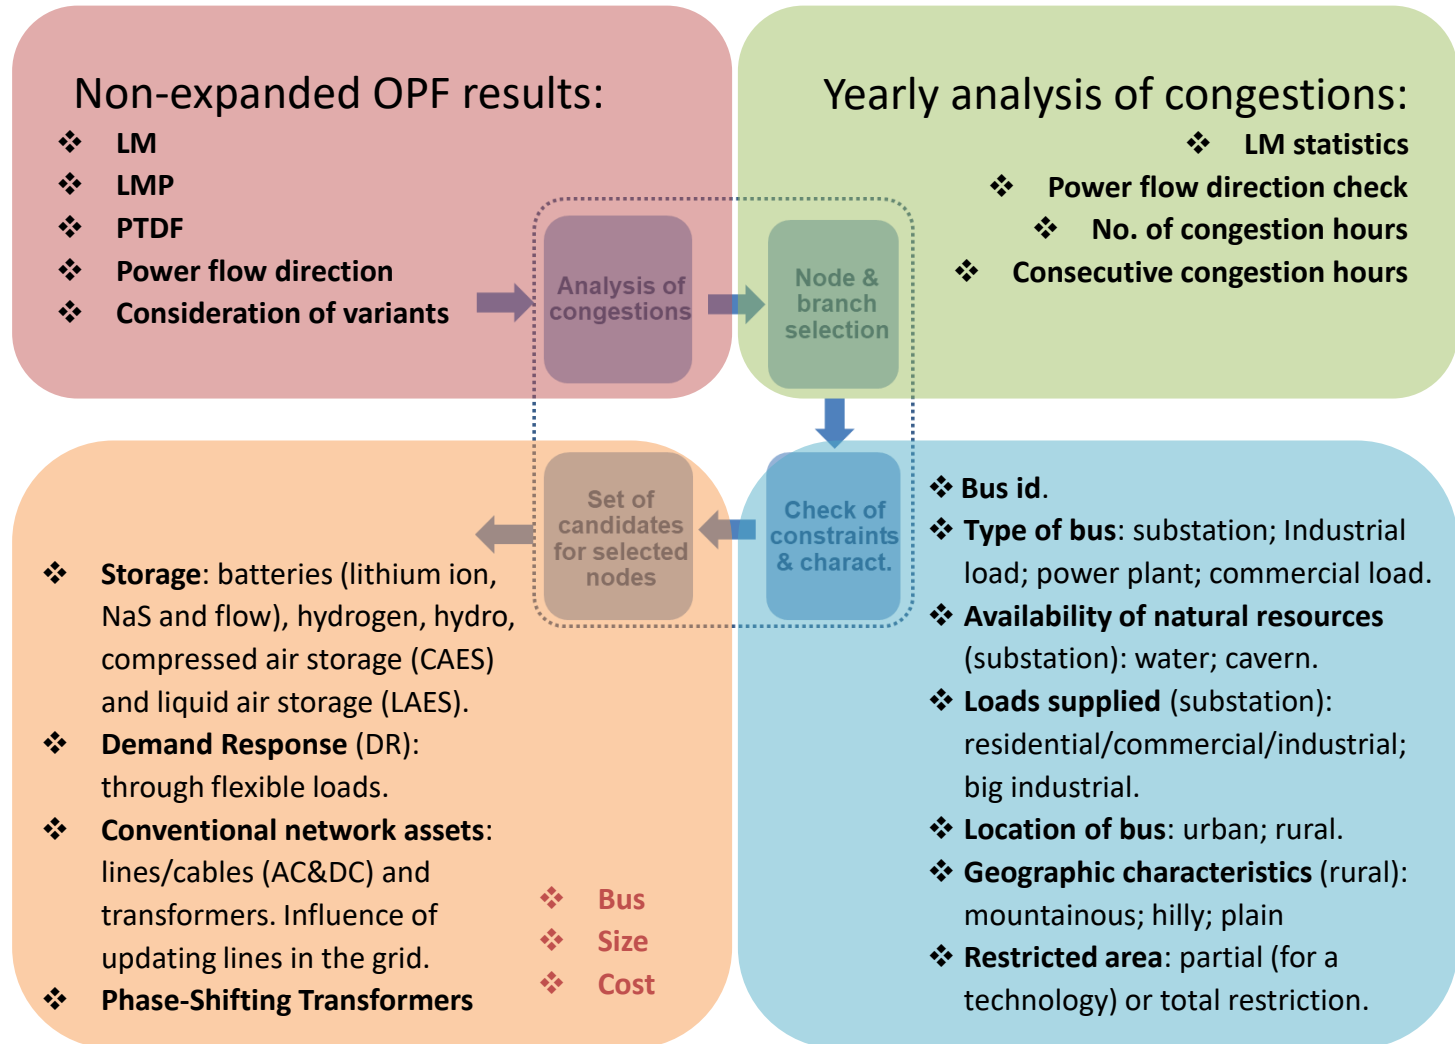 Non-expanded OPF results:
❖ LM
❖ LMP
❖ PTDF
❖ Power flow direction
❖ Consideration of variants
Yearly analysis of congestions:
❖ LM statistics
❖ Power flow direction check
❖ No. of congestion hours
❖ Consecutive congestion hours
Analysis of
congestions
Node &
branch
selection
Check of
constraints
& charact.
Set of
candidates
for selected
nodes
❖ Storage: batteries (lithium ion,
NaS and flow), hydrogen, hydro,
compressed air storage (CAES)
and liquid air storage (LAES).
❖ Demand Response (DR):
through flexible loads.
❖ Conventional network assets:
lines/cables (AC&DC) and
transformers. Influence of
updating lines in the grid.
❖ Phase-Shifting Transformers
❖ Bus
❖ Size
❖ Cost
❖ Bus id.
❖ Type of bus: substation; Industrial
load; power plant; commercial load.
❖ Availability of natural resources
(substation): water; cavern.
❖ Loads supplied (substation):
residential/commercial/industrial;
big industrial.
❖ Location of bus: urban; rural.
❖ Geographic characteristics (rural):
mountainous; hilly; plain
❖ Restricted area: partial (for a
technology) or total restriction.